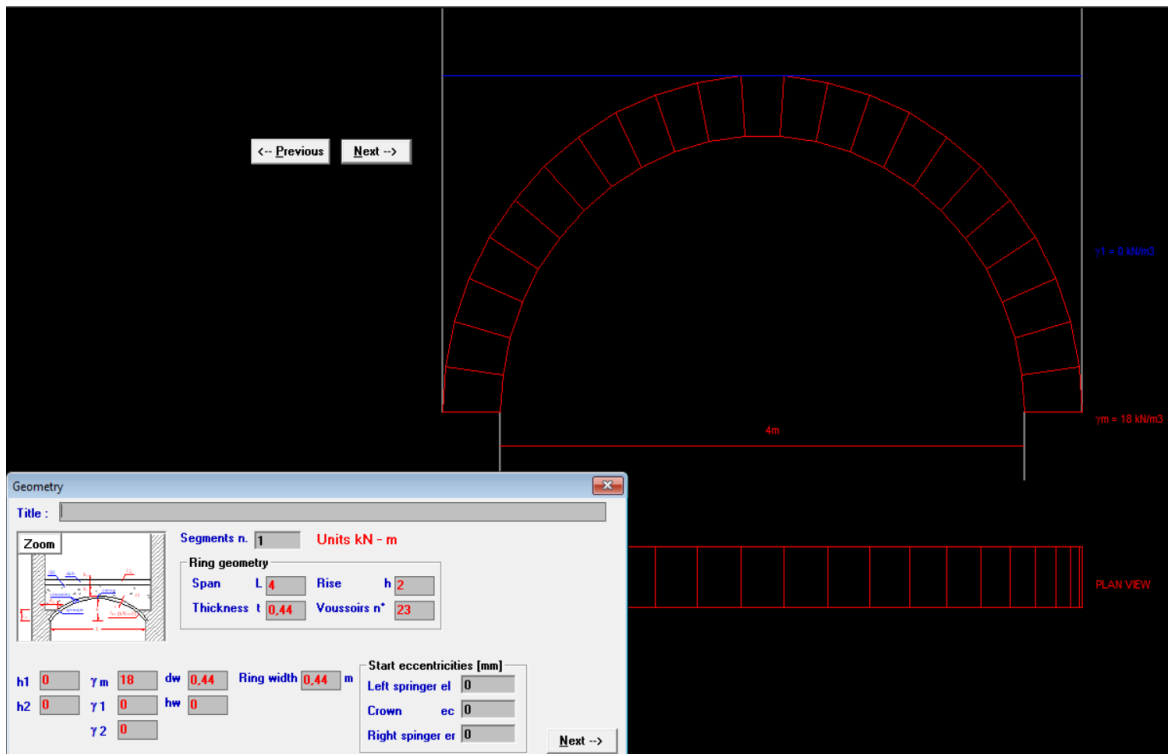 <-- Previous
Next -->
γ1 = 0 kN/m3
γm = 18 kN/m3
4m
PLAN VIEW
Geometry
Title :
Zoom
Segments n. 1 Units kN - m
Ring geometry
Span L 4 Rise h 2
Thickness t 0,44 Voussoirs n° 23
h1 0 γ m 18 dw 0,44 Ring width 0,44 m
h2 0 γ 1 0 hw 0
γ 2 0
Start eccentricities [mm]
Left springer el 0
Crown ec 0
Right spinger er 0
Next -->